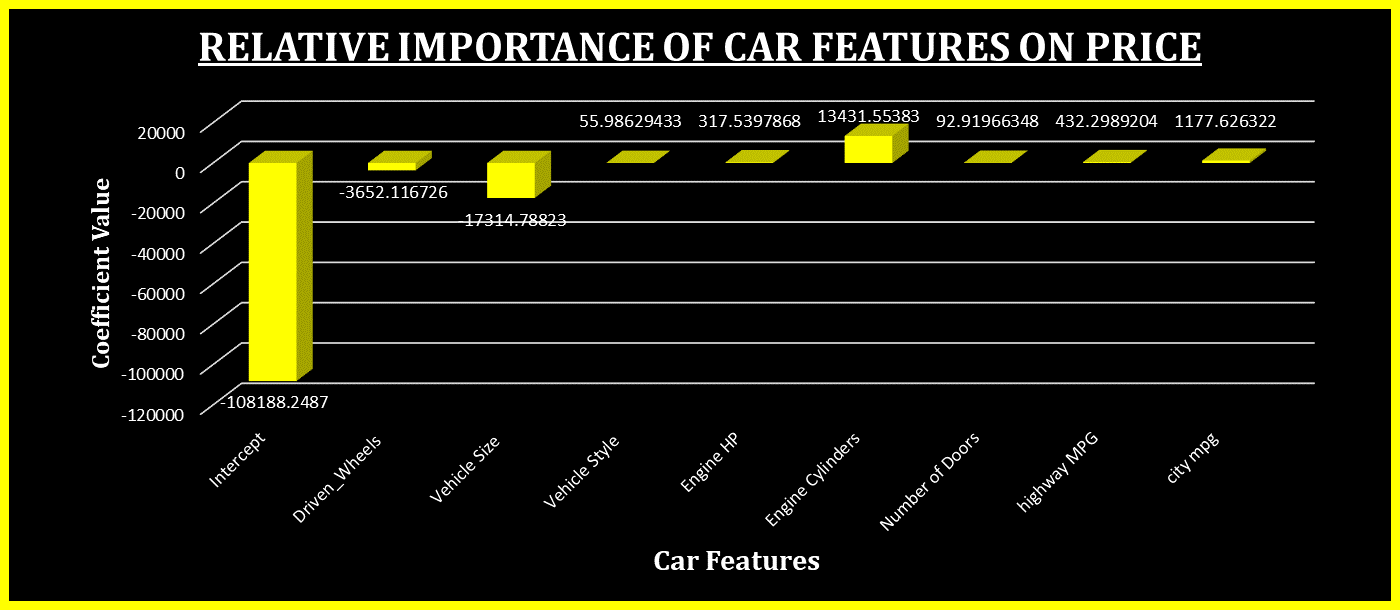 RELATIVE IMPORTANCE OF CAR FEATURES ON PRICE
55.98629433 317.5397868 13431.55383 92.91966348 432.2989204 1177.626322
20000
0
-3652.116726
-20000
-17314.78823
-40000
-60000
-80000
-100000
-108188.2487
-120000
Coefficient Value
Intercept
Driven_Wheels
Vehicle Size
Vehicle Style
Engine HP
Engine Cylinders
Number of Doors
highway MPG
city mpg
Car Features